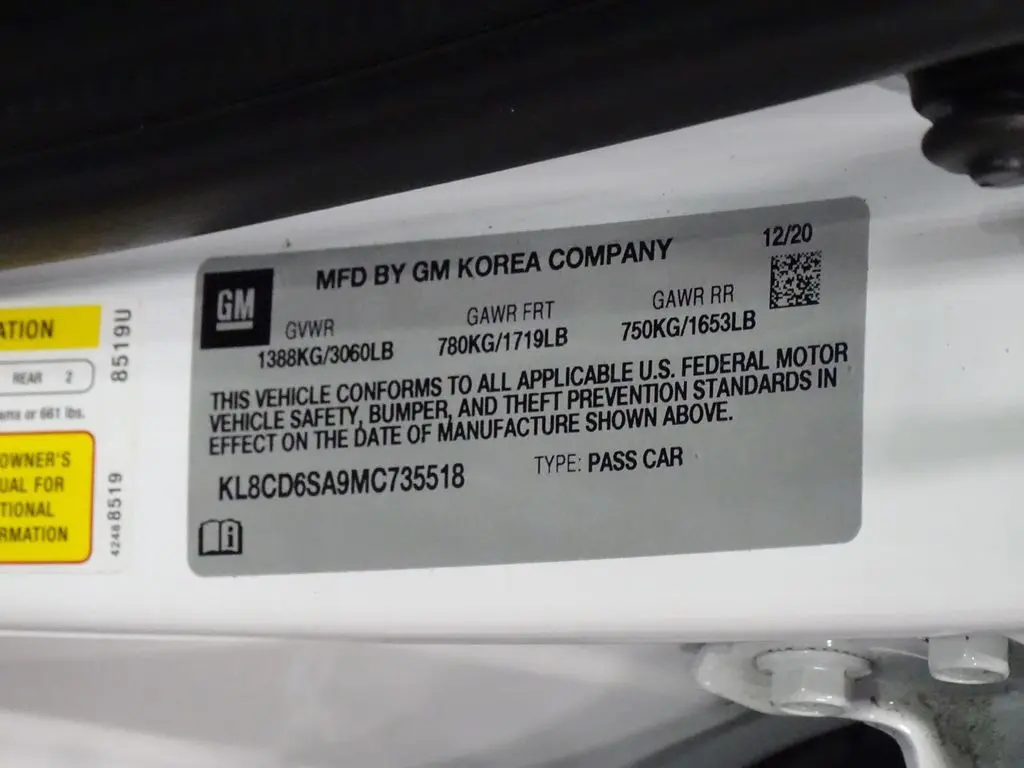 ATION
REAR 2
ams or 661 lbs.
OWNER'S
UAL FOR
TIONAL
RMATION
8519U
42488519
GM
MFD BY GM KOREA COMPANY
12/20
GVWR
1388KG/3060LB
GAWR FRT
780KG/1719LB
GAWR RR
750KG/1653LB
THIS VEHICLE CONFORMS TO ALL APPLICABLE U.S. FEDERAL MOTOR
VEHICLE SAFETY, BUMPER, AND THEFT PREVENTION STANDARDS IN
EFFECT ON THE DATE OF MANUFACTURE SHOWN ABOVE.
KL8CD6SA9MC735518
TYPE: PASS CAR